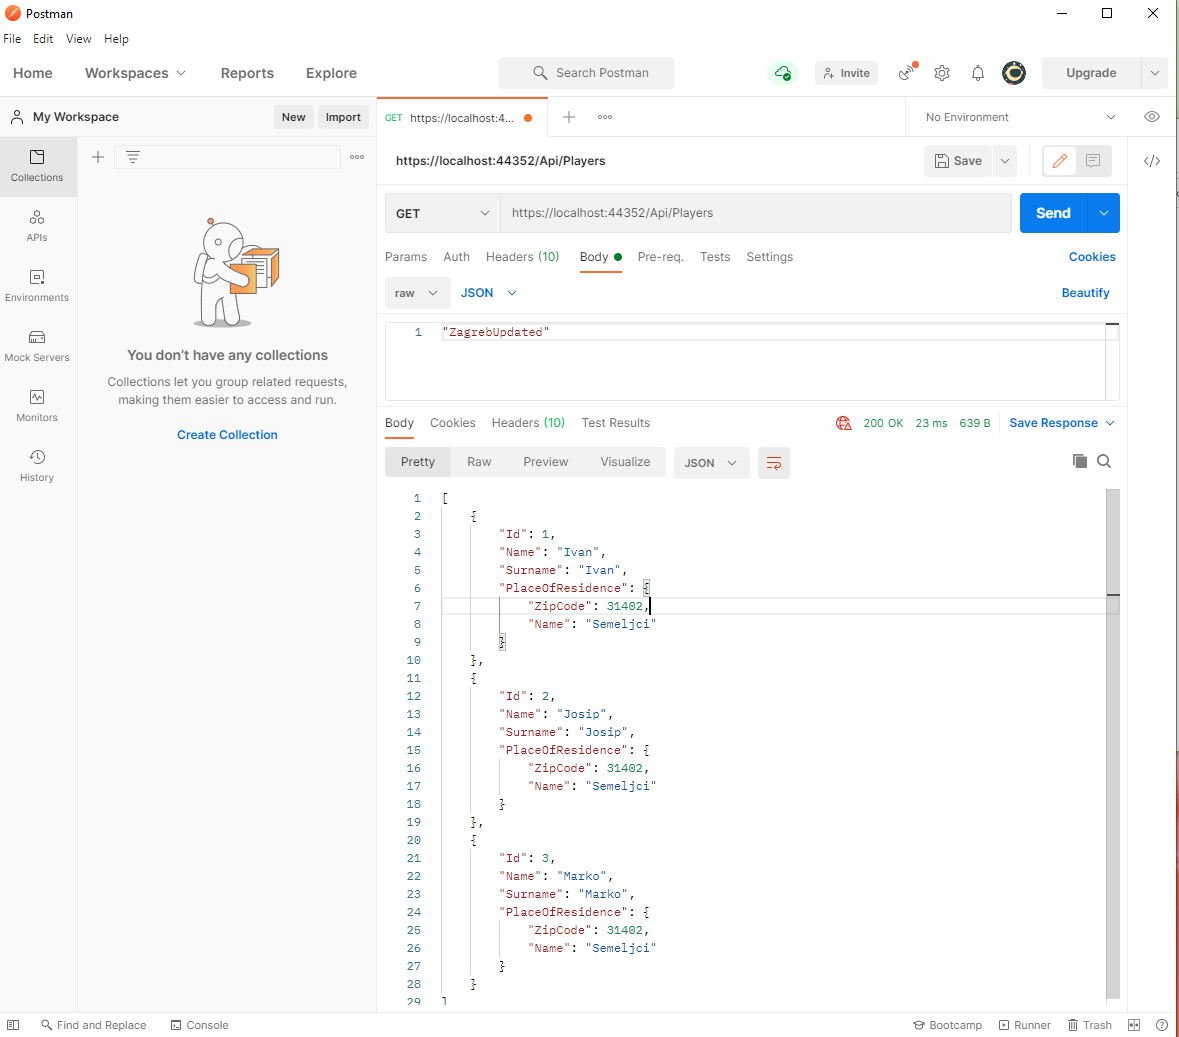 Postman
File Edit View Help
Home Workspaces Reports Explore Search Postman Invite Upgrade
My Workspace New Import GET https://localhost:4... No Environment
Collections
APIs
Environments
Mock Servers
Monitors
History
You don't have any collections
Collections let you group related requests,
making them easier to access and run.
Create Collection
https://localhost:44352/Api/Players Save
GET https://localhost:44352/Api/Players Send
Params Auth Headers (10) Body Pre-req. Tests Settings Cookies
raw JSON Beautify
1 "ZagrebUpdated"
Body Cookies Headers (10) Test Results 200 OK 23 ms 639 B Save Response
Pretty Raw Preview Visualize JSON
1 [
2 {
3 "Id": 1,
4 "Name": "Ivan",
5 "Surname": "Ivan",
6 "PlaceOfResidence": {
7 "ZipCode": 31402,
8 "Name": "Semeljci"
9 }
10 },
11 {
12 "Id": 2,
13 "Name": "Josip",
14 "Surname": "Josip",
15 "PlaceOfResidence": {
16 "ZipCode": 31402,
17 "Name": "Semeljci"
18 }
19 },
20 {
21 "Id": 3,
22 "Name": "Marko",
23 "Surname": "Marko",
24 "PlaceOfResidence": {
25 "ZipCode": 31402,
26 "Name": "Semeljci"
27 }
28 }
29 ]
Find and Replace Console Bootcamp Runner Trash